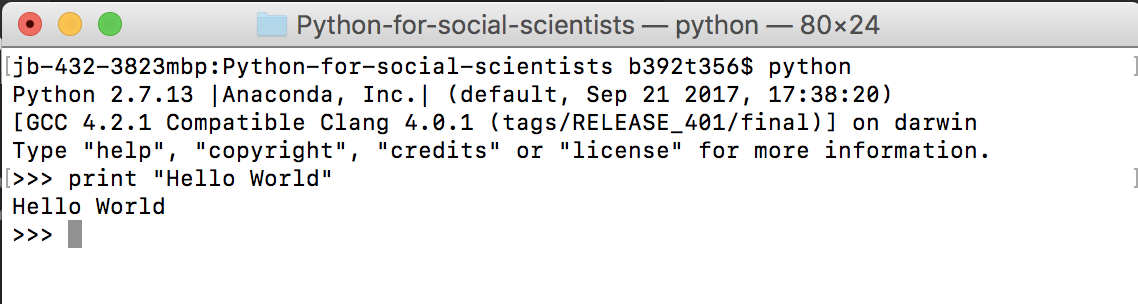 Python-for-social-scientists — python — 80×24
[jb-432-3823mbp:Python-for-social-scientists b392t356$ python ]
Python 2.7.13 |Anaconda, Inc.| (default, Sep 21 2017, 17:38:20)
[GCC 4.2.1 Compatible Clang 4.0.1 (tags/RELEASE_401/final)] on darwin
Type "help", "copyright", "credits" or "license" for more information.
[>>> print "Hello World" ]
Hello World
>>>